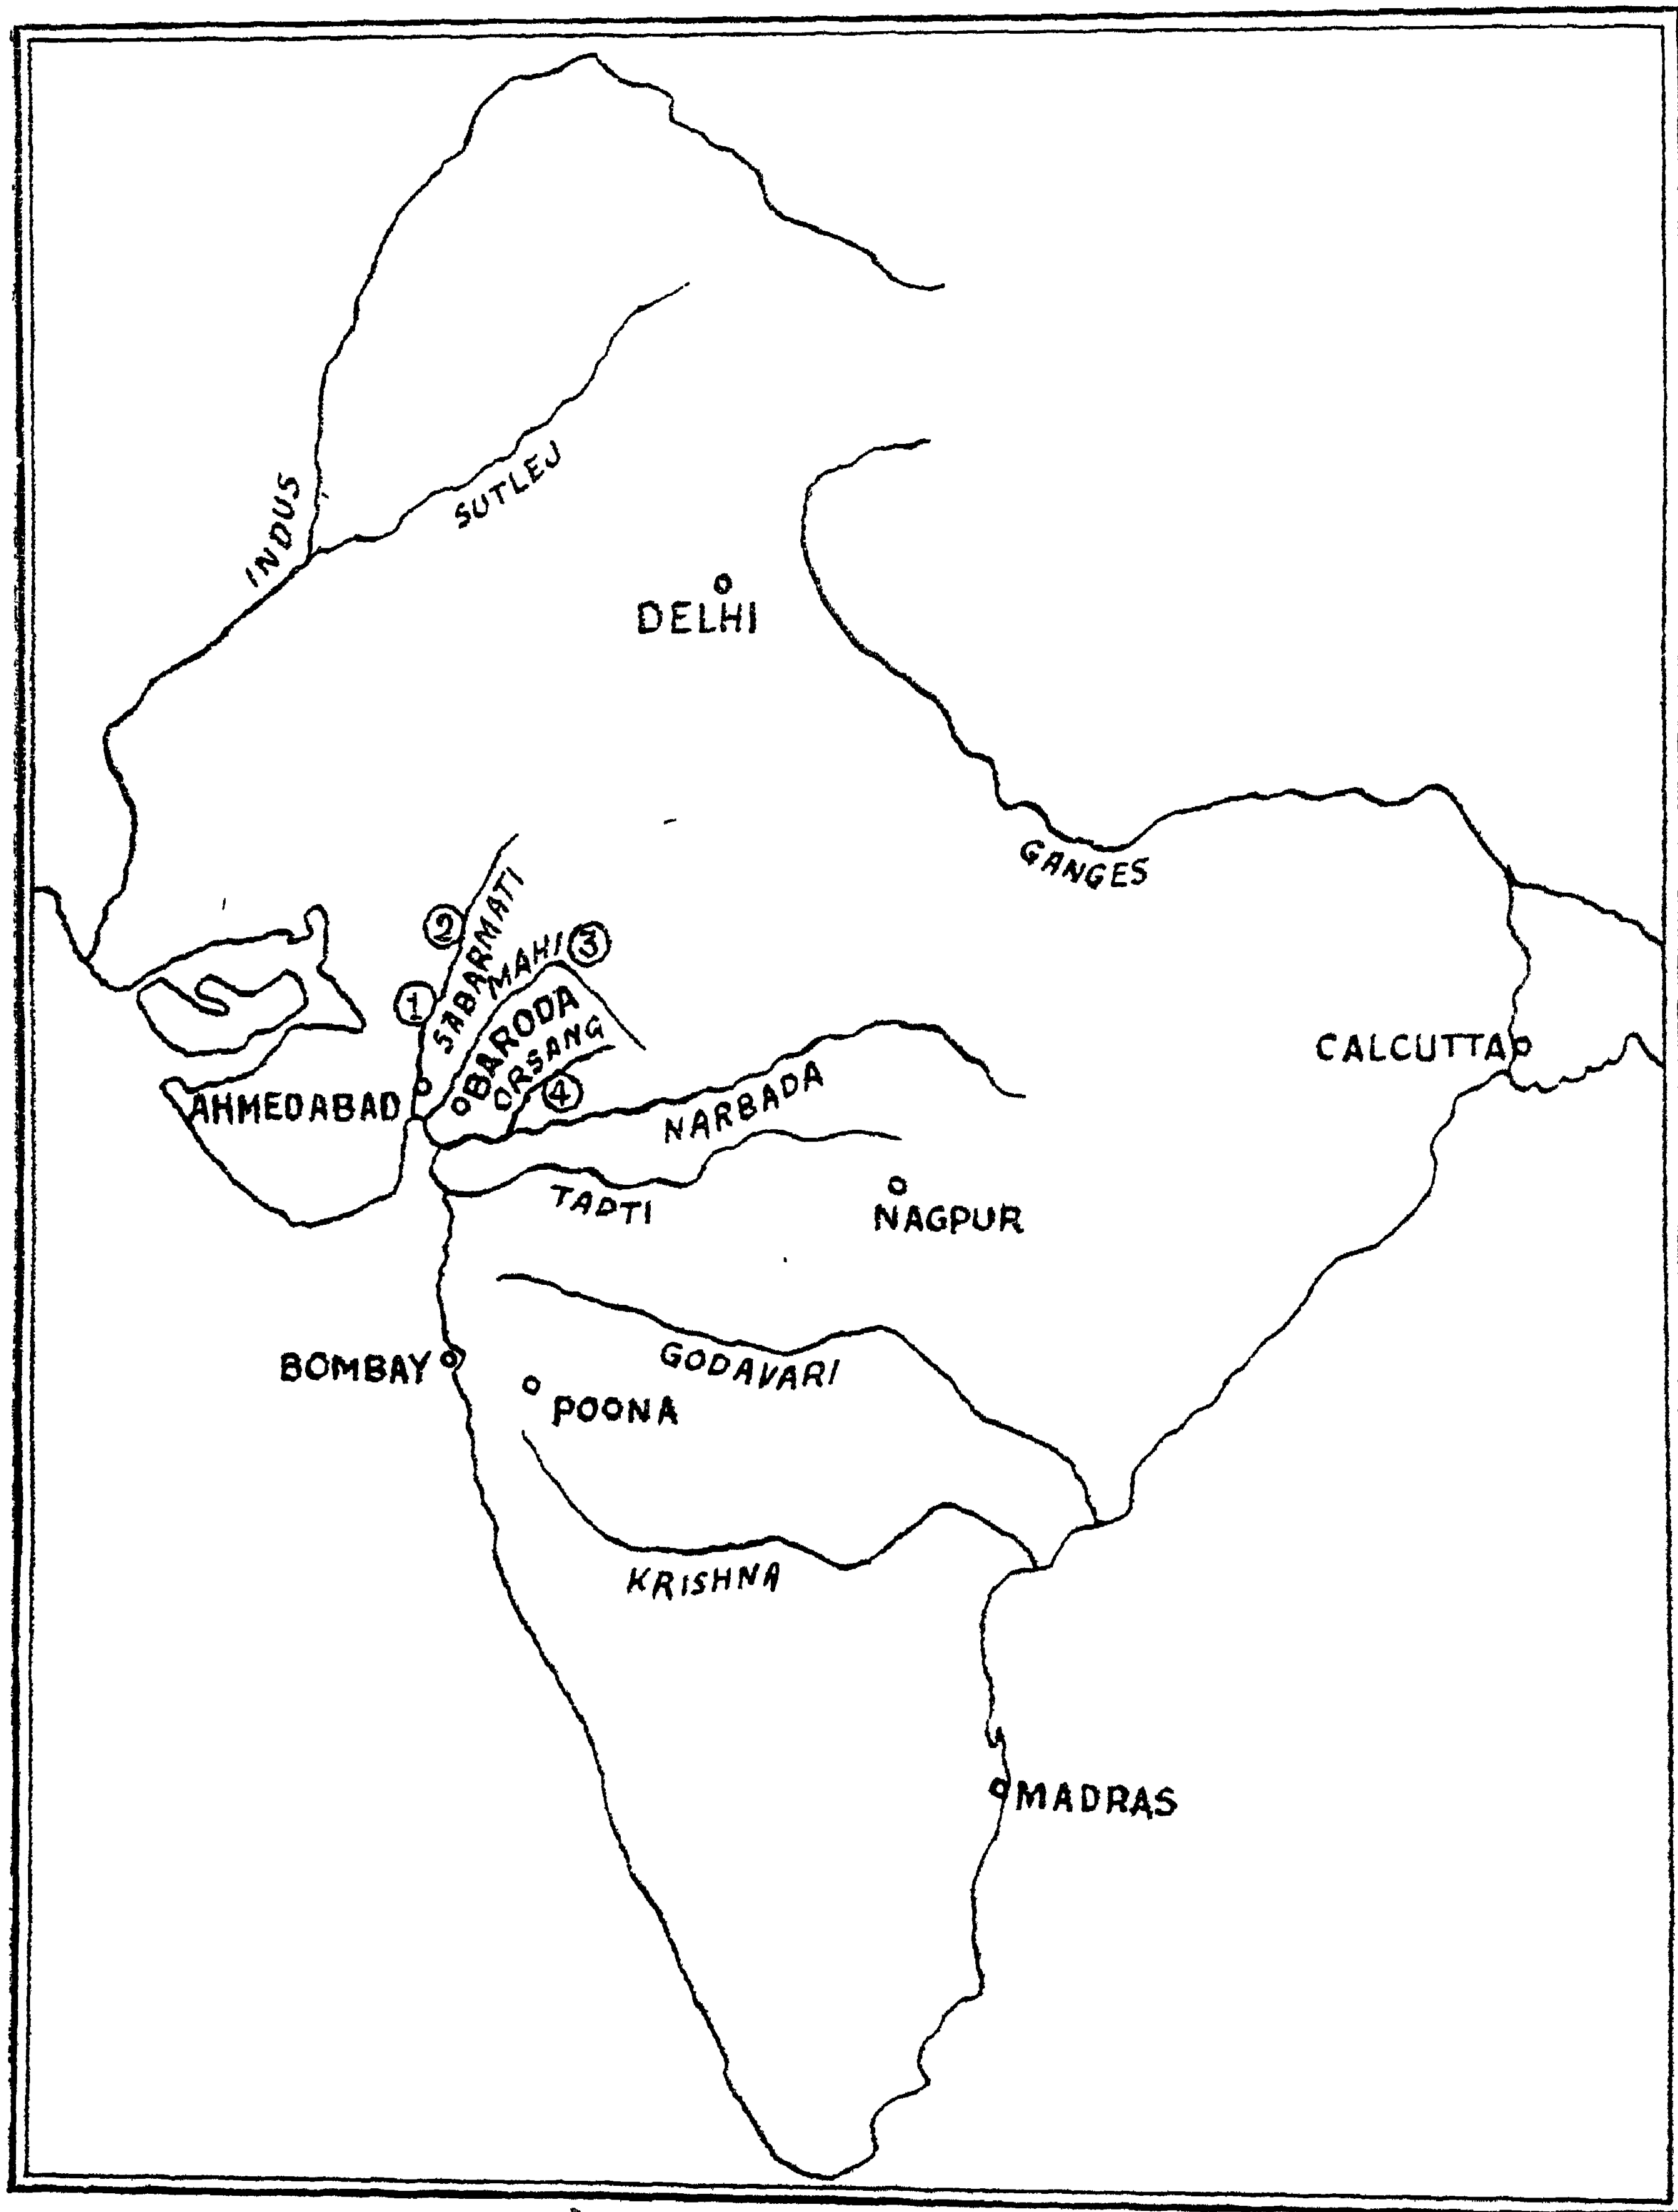 INDUS
SUTLEJ
DELHI
GANGES
2
SABARMATI
MAHI
3
1
BARODA
ORSANG
4
AHMEDABAD
CALCUTTA
NARBADA
TAPTI
NAGPUR
BOMBAY
GODAVARI
POONA
KRISHNA
MADRAS